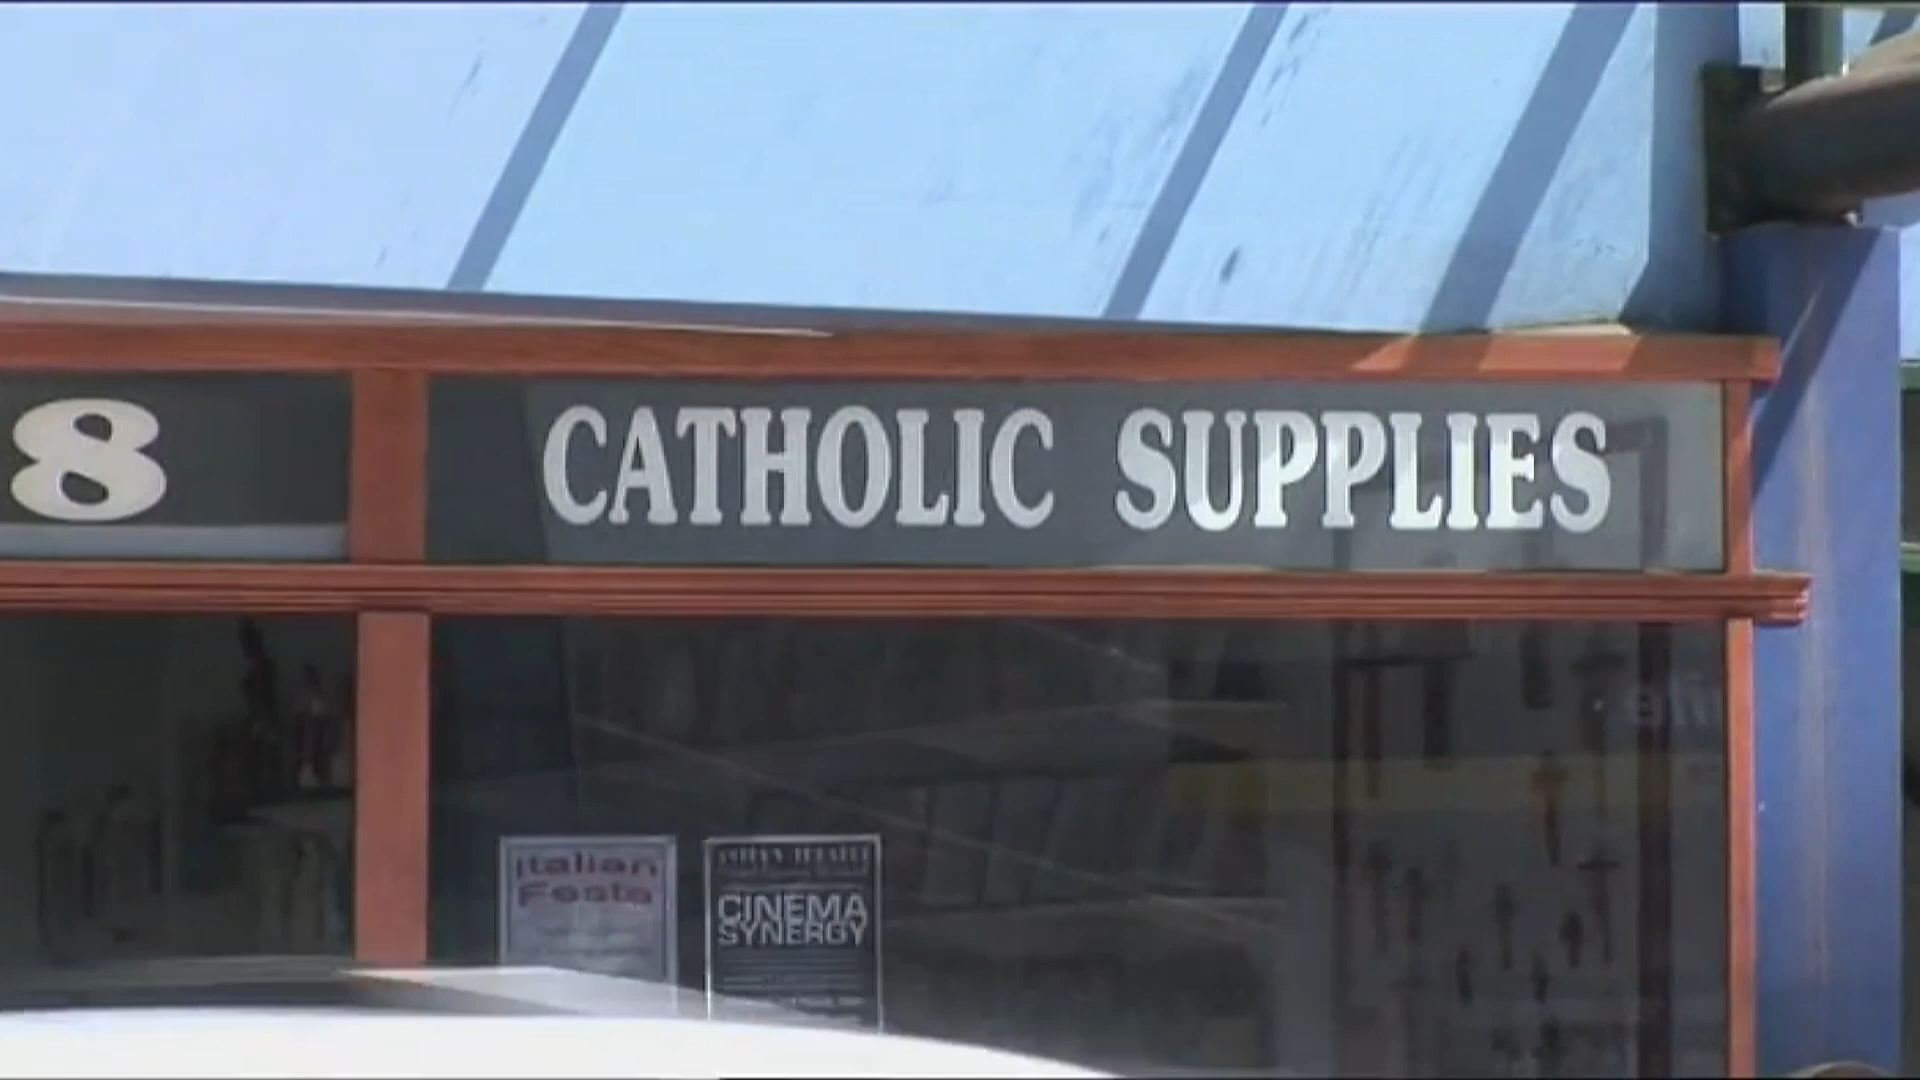 8
CATHOLIC SUPPLIES
Italian
Festa
CINEMA
SYNERGY